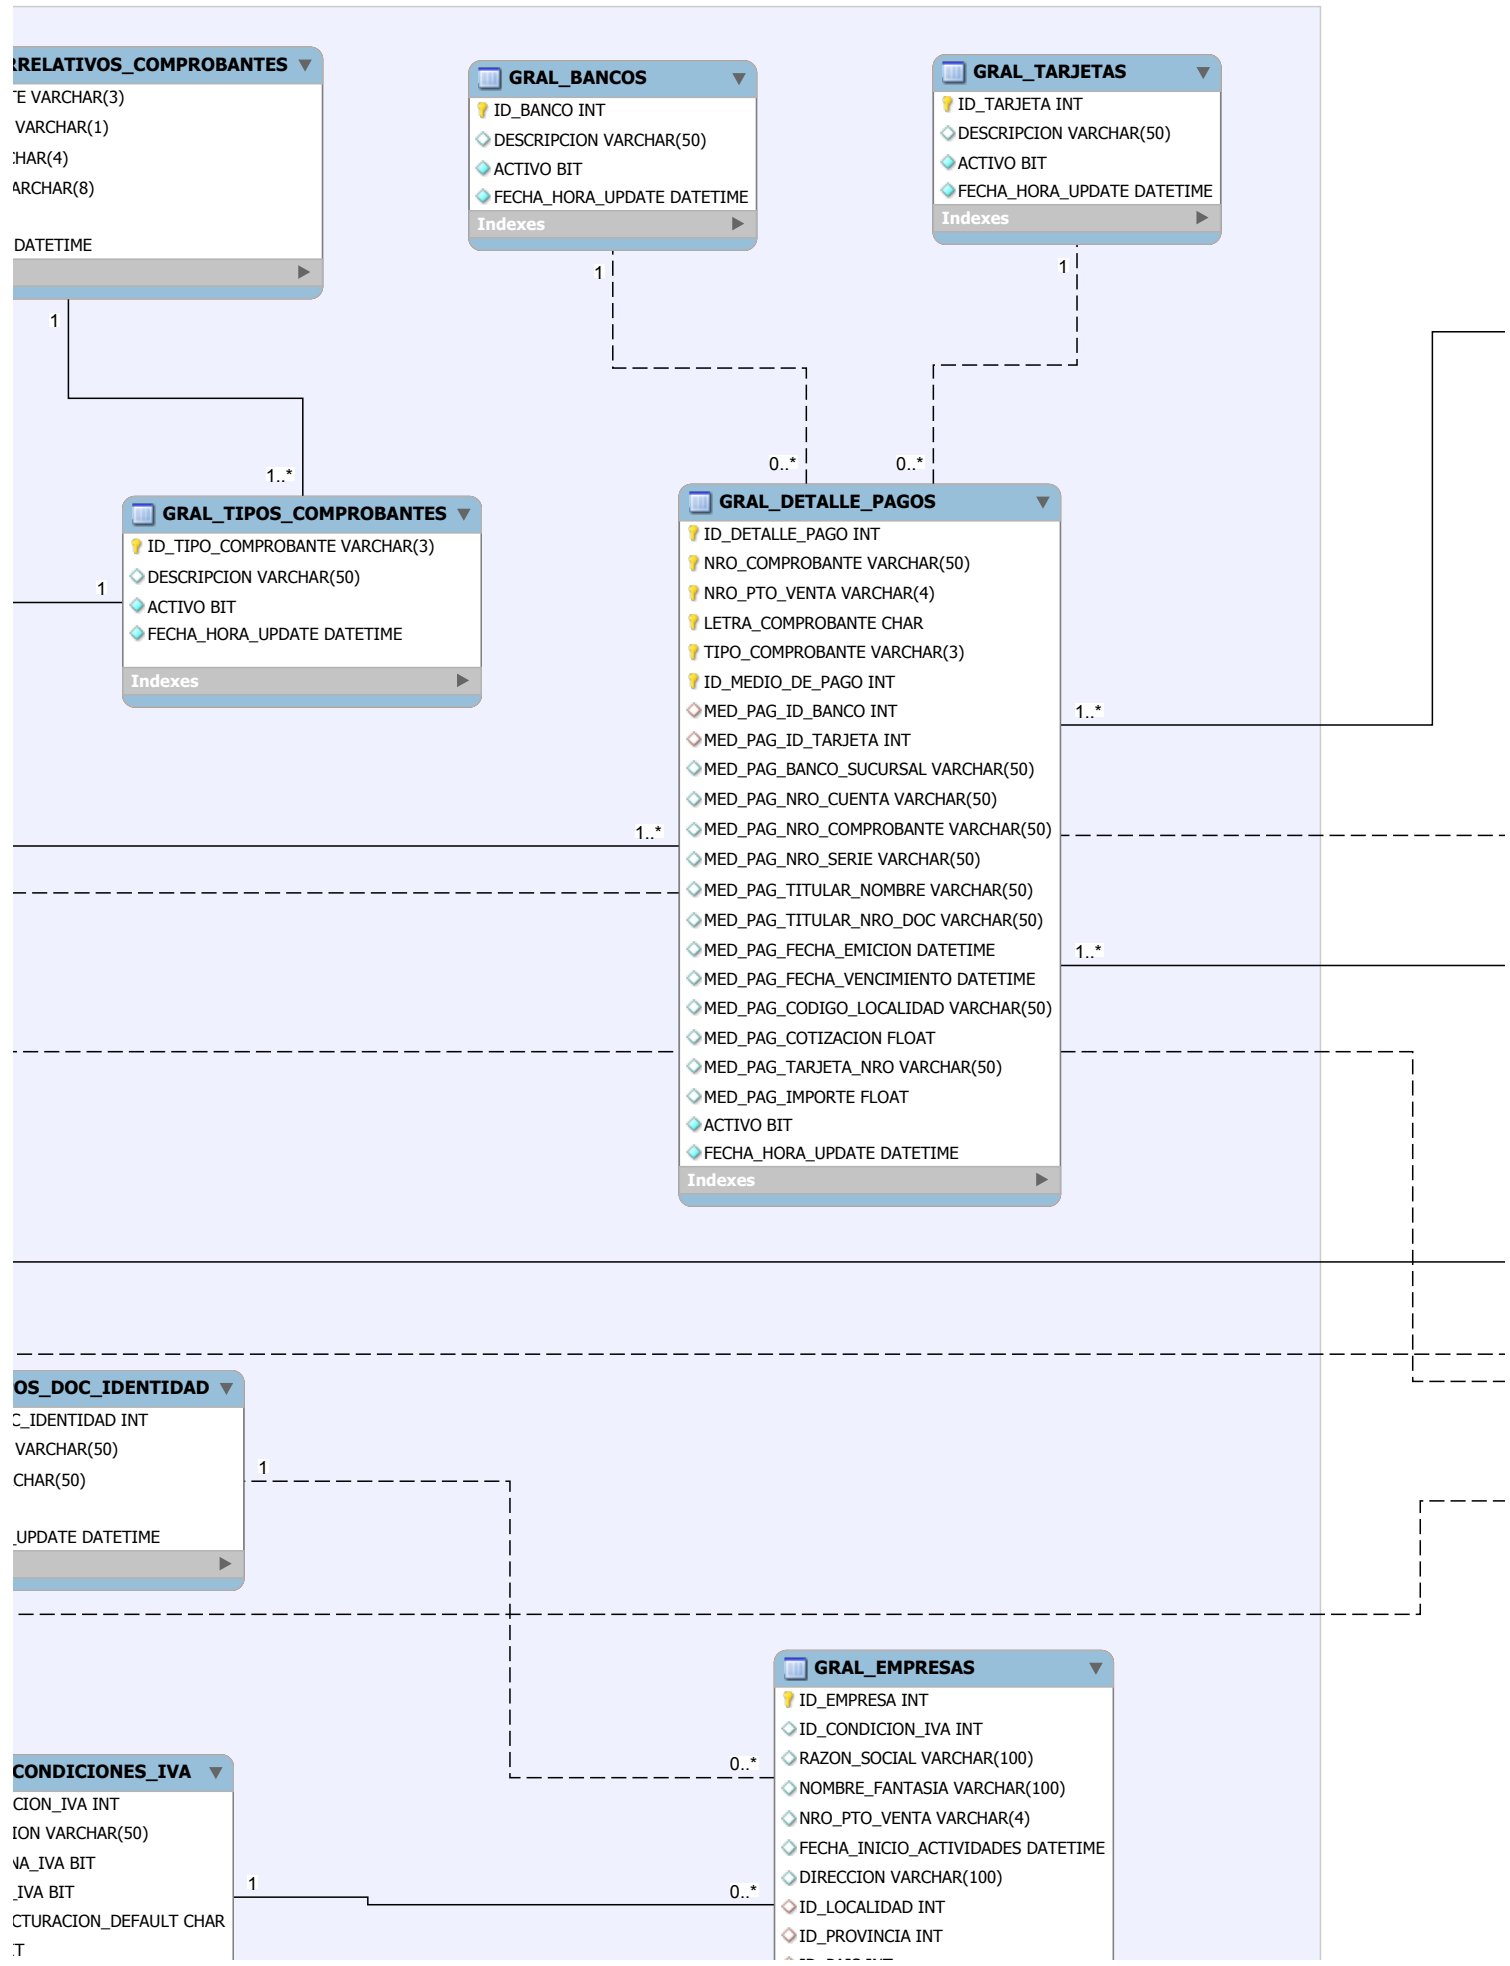 RRELATIVOS_COMPROBANTES
TE VARCHAR(3)
VARCHAR(1)
CHAR(4)
ARCHAR(8)
DATETIME
1
GRAL_BANCOS
ID_BANCO INT
DESCRIPCION VARCHAR(50)
ACTIVO BIT
FECHA_HORA_UPDATE DATETIME
Indexes
1
GRAL_TARJETAS
ID_TARJETA INT
DESCRIPCION VARCHAR(50)
ACTIVO BIT
FECHA_HORA_UPDATE DATETIME
Indexes
1
1..*
GRAL_TIPOS_COMPROBANTES
ID_TIPO_COMPROBANTE VARCHAR(3)
DESCRIPCION VARCHAR(50)
ACTIVO BIT
FECHA_HORA_UPDATE DATETIME
Indexes
1
0..*
0..*
GRAL_DETALLE_PAGOS
ID_DETALLE_PAGO INT
NRO_COMPROBANTE VARCHAR(50)
NRO_PTO_VENTA VARCHAR(4)
LETRA_COMPROBANTE CHAR
TIPO_COMPROBANTE VARCHAR(3)
ID_MEDIO_DE_PAGO INT
MED_PAG_ID_BANCO INT
MED_PAG_ID_TARJETA INT
MED_PAG_BANCO_SUCURSAL VARCHAR(50)
MED_PAG_NRO_CUENTA VARCHAR(50)
MED_PAG_NRO_COMPROBANTE VARCHAR(50)
MED_PAG_NRO_SERIE VARCHAR(50)
MED_PAG_TITULAR_NOMBRE VARCHAR(50)
MED_PAG_TITULAR_NRO_DOC VARCHAR(50)
MED_PAG_FECHA_EMICION DATETIME
MED_PAG_FECHA_VENCIMIENTO DATETIME
MED_PAG_CODIGO_LOCALIDAD VARCHAR(50)
MED_PAG_COTIZACION FLOAT
MED_PAG_TARJETA_NRO VARCHAR(50)
MED_PAG_IMPORTE FLOAT
ACTIVO BIT
FECHA_HORA_UPDATE DATETIME
Indexes
1..*
1..*
1..*
OS_DOC_IDENTIDAD
C_IDENTIDAD INT
VARCHAR(50)
CHAR(50)
_UPDATE DATETIME
1
0..*
CONDICIONES_IVA
CION_IVA INT
ION VARCHAR(50)
NA_IVA BIT
_IVA BIT
CTURACION_DEFAULT CHAR
IT
1
0..*
GRAL_EMPRESAS
ID_EMPRESA INT
ID_CONDICION_IVA INT
RAZON_SOCIAL VARCHAR(100)
NOMBRE_FANTASIA VARCHAR(100)
NRO_PTO_VENTA VARCHAR(4)
FECHA_INICIO_ACTIVIDADES DATETIME
DIRECCION VARCHAR(100)
ID_LOCALIDAD INT
ID_PROVINCIA INT